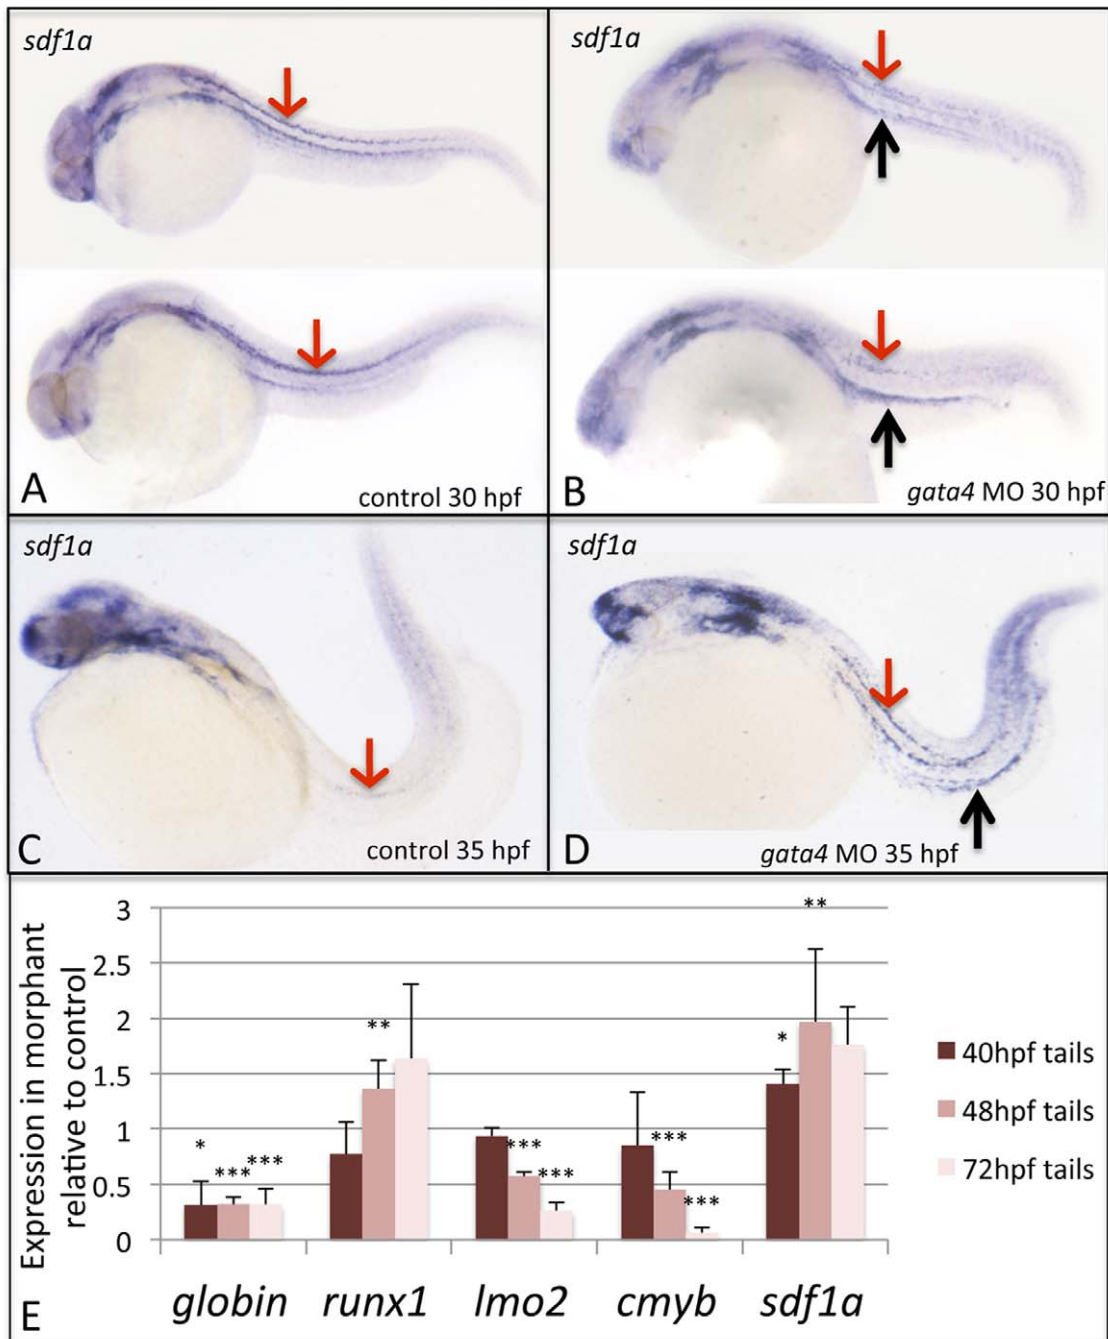 sdf1a
sdf1a
A
control 30 hpf
B
gata4 MO 30 hpf
sdf1a
sdf1a
C
control 35 hpf
D
gata4 MO 35 hpf
Expression in morphant
relative to control
3
2.5
2
1.5
1
0.5
0
*
***
***
**
***
***
***
***
*
**
40hpf tails
48hpf tails
72hpf tails
globin
runx1
lmo2
cmyb
sdf1a
E